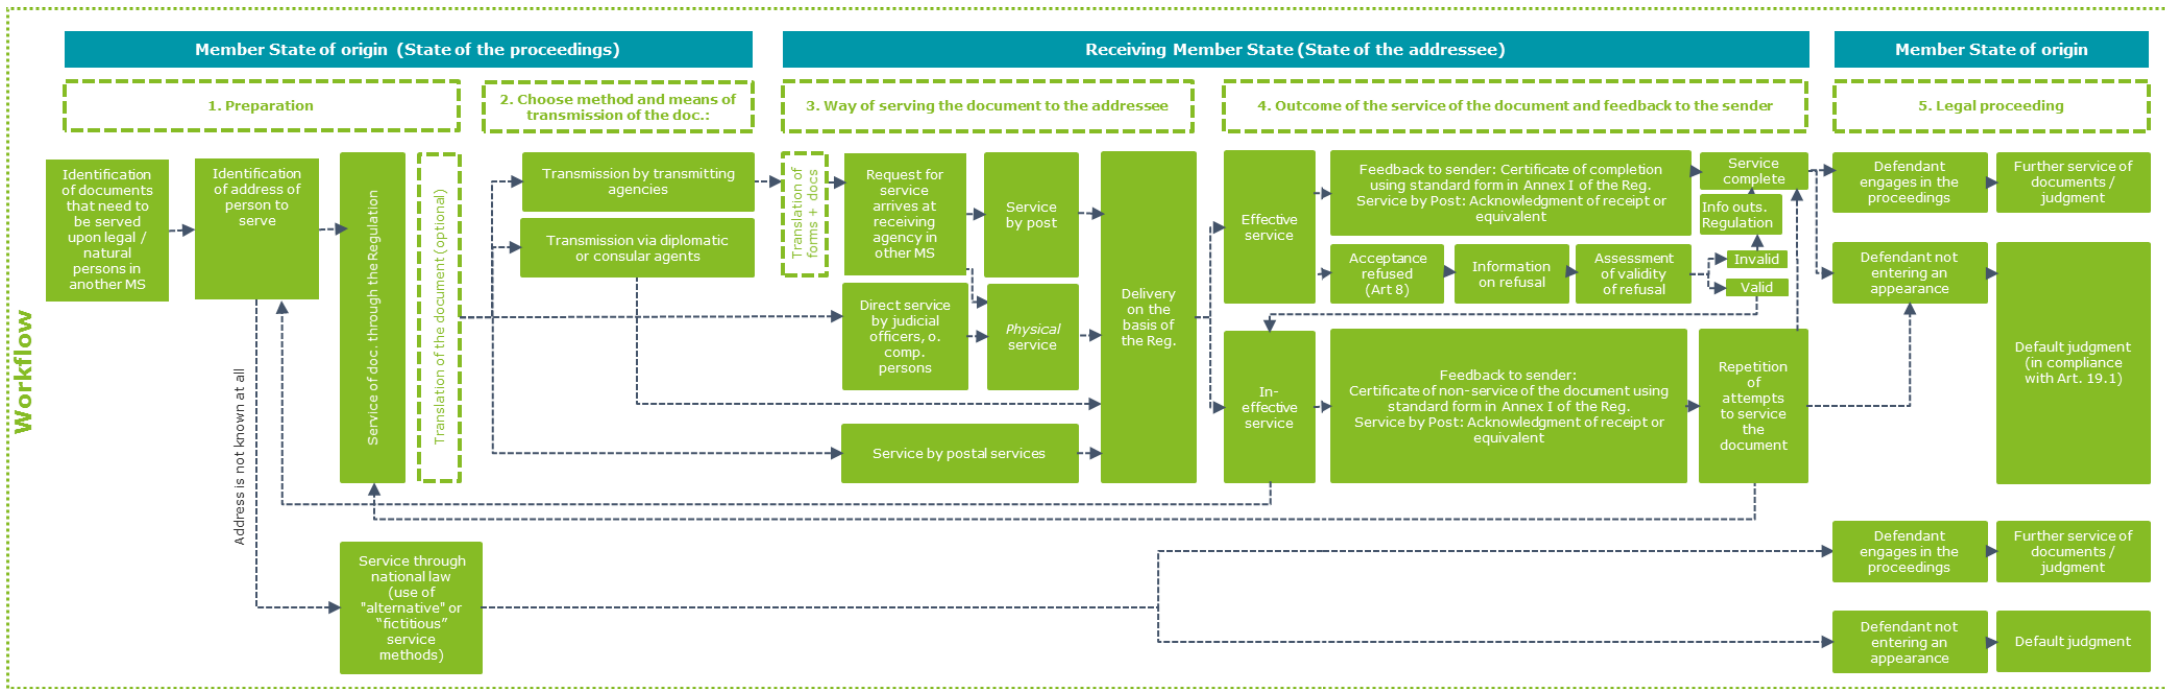 Workflow
Member State of origin (State of the proceedings)
Receiving Member State (State of the addressee)
Member State of origin
1. Preparation
2. Choose method and means of
transmission of the doc.:
3. Way of serving the document to the addressee
4. Outcome of the service of the document and feedback to the sender
5. Legal proceeding
Identification
of documents
that need to
be served
upon legal /
natural
persons in
another MS
Identification
of address of
person to
serve
Address is not known at all
Service of doc. through the Regulation
Translation of the document (optional)
Transmission by transmitting
agencies
Transmission via diplomatic
or consular agents
Translation of
forms + docs
Request for
service
arrives at
receiving
agency in
other MS
Direct service
by judicial
officers, o.
comp.
persons
Service
by post
Physical
service
Service by postal services
Delivery
on the
basis of
the Reg.
Effective
service
Feedback to sender: Certificate of completion
using standard form in Annex I of the Reg.
Service by Post: Acknowledgment of receipt or
equivalent
Service
complete
Info outs.
Regulation
Acceptance
refused
(Art 8)
Information
on refusal
Assessment
of validity
of refusal
Invalid
Valid
In-
effective
service
Feedback to sender:
Certificate of non-service of the document using
standard form in Annex I of the Reg.
Service by Post: Acknowledgment of receipt or
equivalent
Repetition
of
attempts
to service
the
document
Defendant
engages in the
proceedings
Further service of
documents /
judgment
Defendant not
entering an
appearance
Default judgment
(in compliance
with Art. 19.1)
Service through
national law
(use of
"alternative" or
"fictitious"
service
methods)
Defendant
engages in the
proceedings
Further service of
documents /
judgment
Defendant not
entering an
appearance
Default judgment